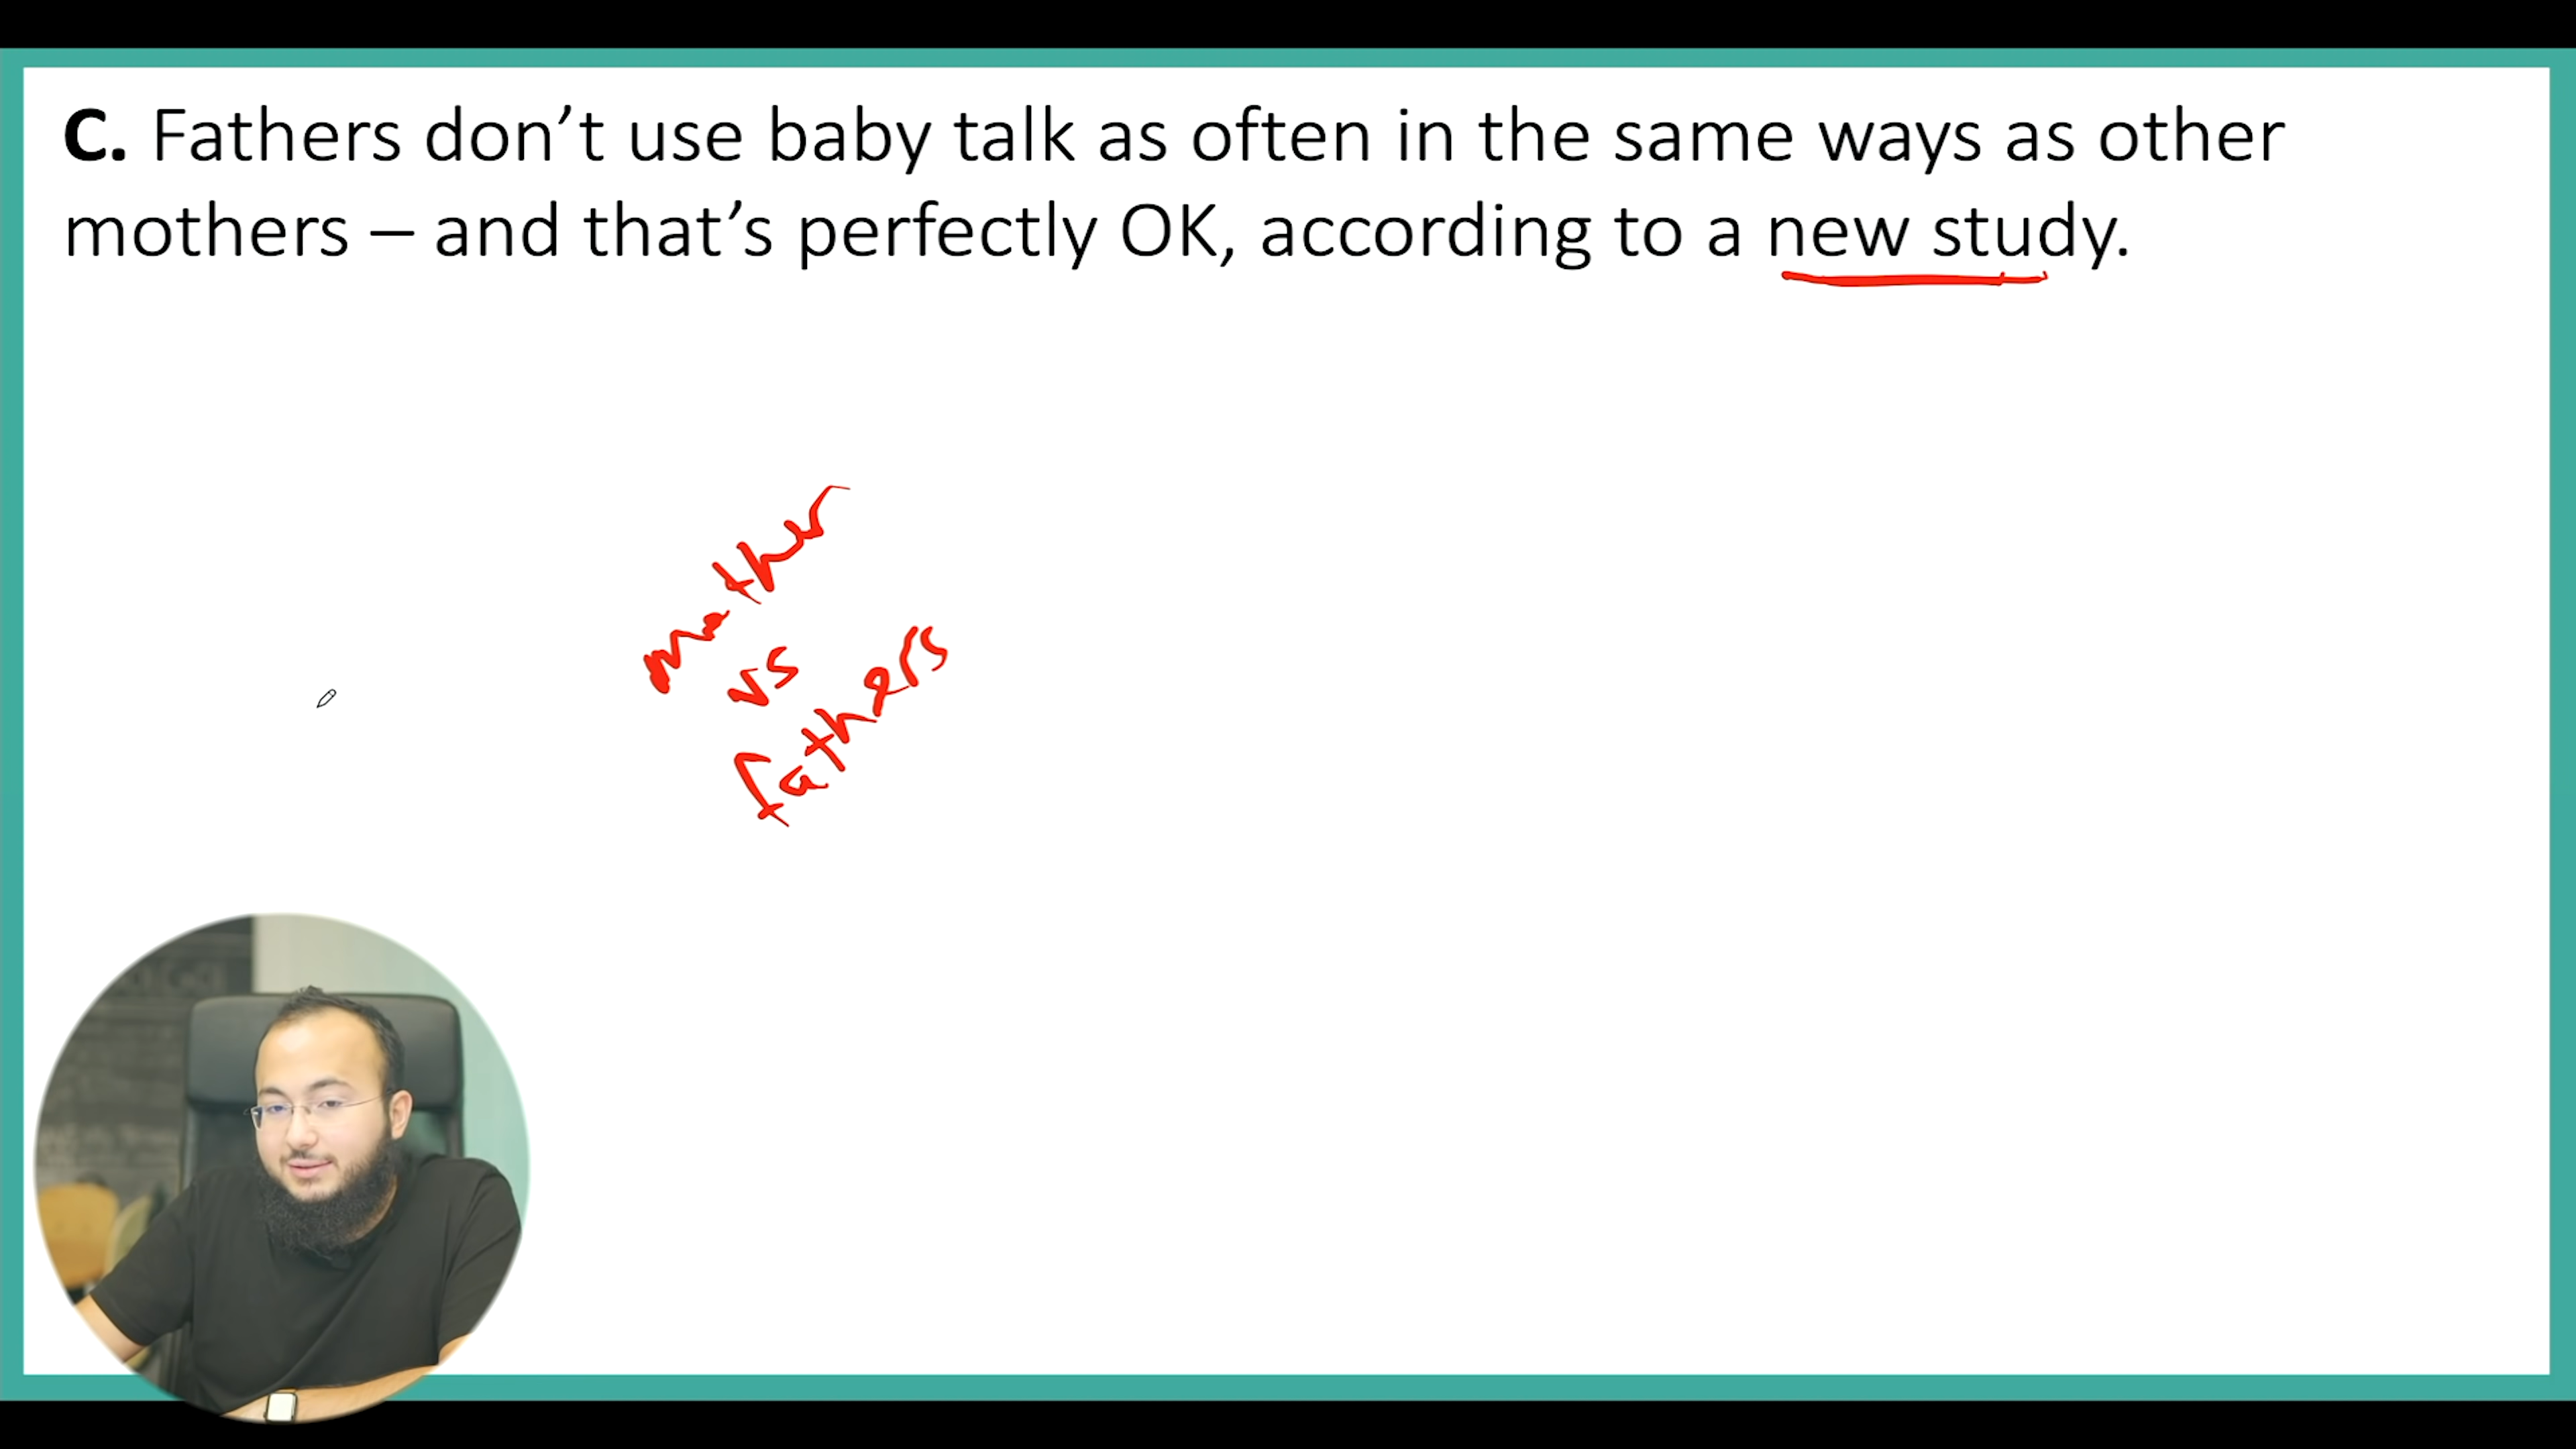 C. Fathers don’t use baby talk as often in the same ways as other
mothers – and that’s perfectly OK, according to a new study.
mother
vs
fathers